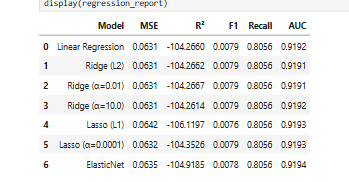 display(regression_report)
Model MSE R² F1 Recall AUC
0 Linear Regression 0.0631 -104.2660 0.0079 0.8056 0.9192
1 Ridge (L2) 0.0631 -104.2662 0.0079 0.8056 0.9191
2 Ridge (α=0.01) 0.0631 -104.2667 0.0079 0.8056 0.9191
3 Ridge (α=10.0) 0.0631 -104.2614 0.0079 0.8056 0.9192
4 Lasso (L1) 0.0642 -106.1197 0.0076 0.8056 0.9193
5 Lasso (α=0.0001) 0.0632 -104.3526 0.0079 0.8056 0.9193
6 ElasticNet 0.0635 -104.9185 0.0078 0.8056 0.9194